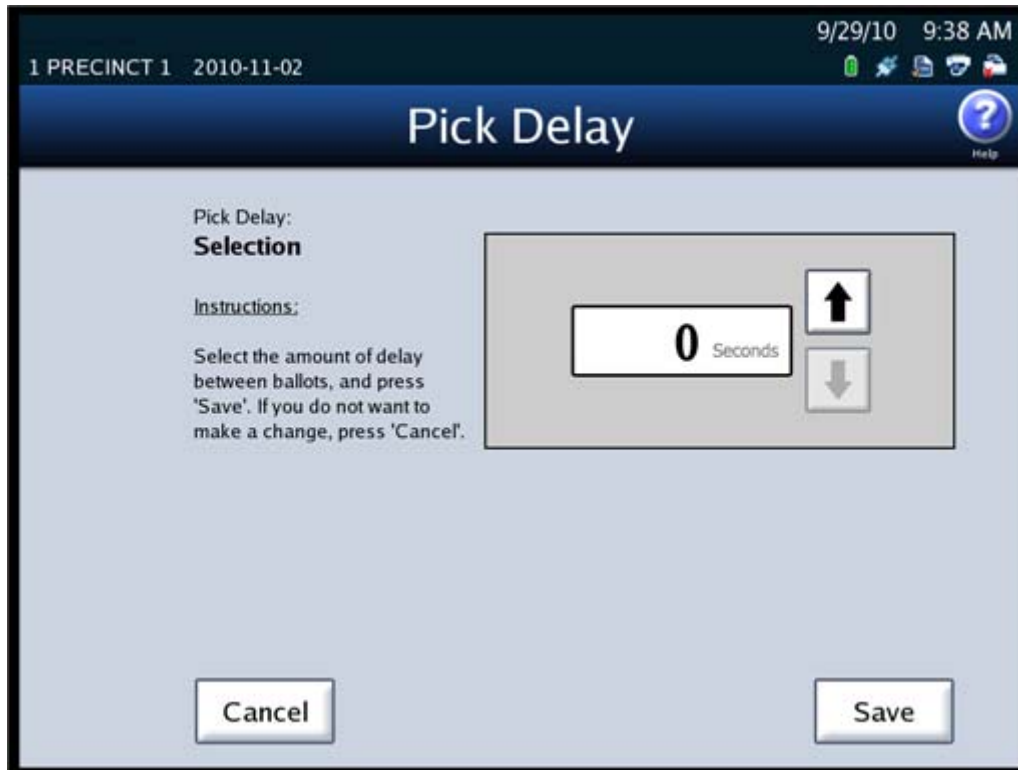 9/29/10 9:38 AM
1 PRECINCT 1 2010-11-02
Pick Delay
Help
Pick Delay:
Selection
Instructions:
Select the amount of delay
between ballots, and press
'Save'. If you do not want to
make a change, press 'Cancel'.
0 Seconds
Cancel
Save